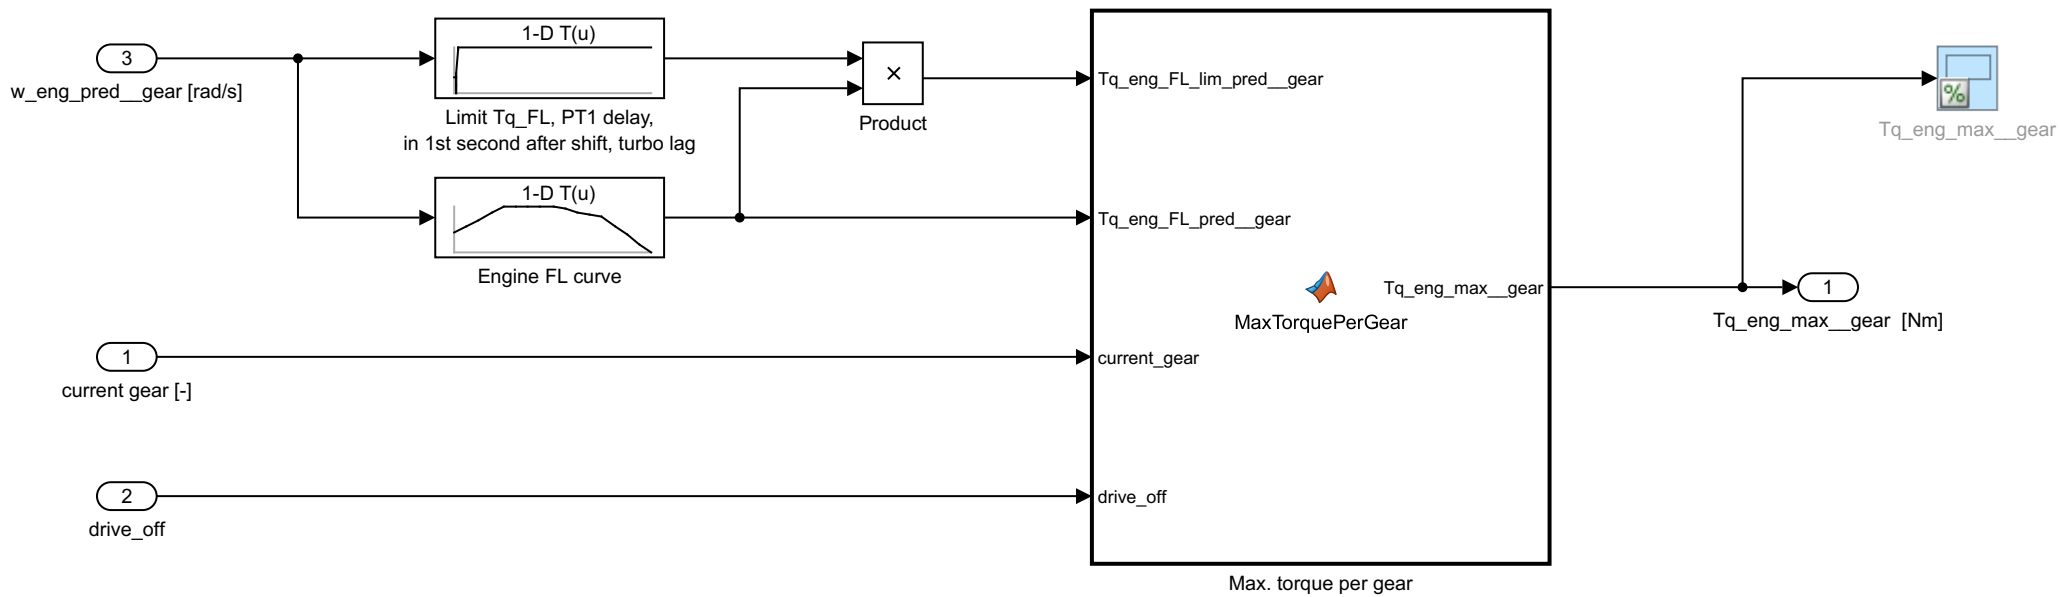 3
w_eng_pred__gear [rad/s]
1-D T(u)
Limit Tq_FL, PT1 delay,
in 1st second after shift, turbo lag
×
Product
1-D T(u)
Engine FL curve
1
current gear [-]
2
drive_off
Tq_eng_FL_lim_pred__gear
Tq_eng_FL_pred__gear
current_gear
drive_off
MaxTorquePerGear
Tq_eng_max__gear
Max. torque per gear
%
Tq_eng_max__gear
1
Tq_eng_max__gear [Nm]